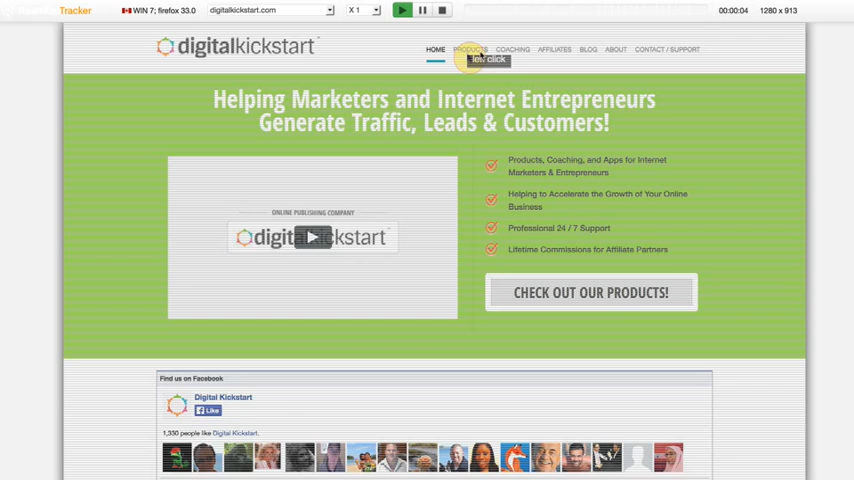 Tracker WIN 7; firefox 33.0 digitalkickstart.com X 1 00:00:04 1280 x 913
digitalkickstart
HOME PRODUCTS COACHING AFFILIATES BLOG ABOUT CONTACT / SUPPORT
left click
Helping Marketers and Internet Entrepreneurs
Generate Traffic, Leads & Customers!
ONLINE PUBLISHING COMPANY
digitalkickstart
Products, Coaching, and Apps for Internet
Marketers & Entrepreneurs
Helping to Accelerate the Growth of Your Online
Business
Professional 24 / 7 Support
Lifetime Commissions for Affiliate Partners
CHECK OUT OUR PRODUCTS!
Find us on Facebook
Digital Kickstart
Like
1,330 people like Digital Kickstart.